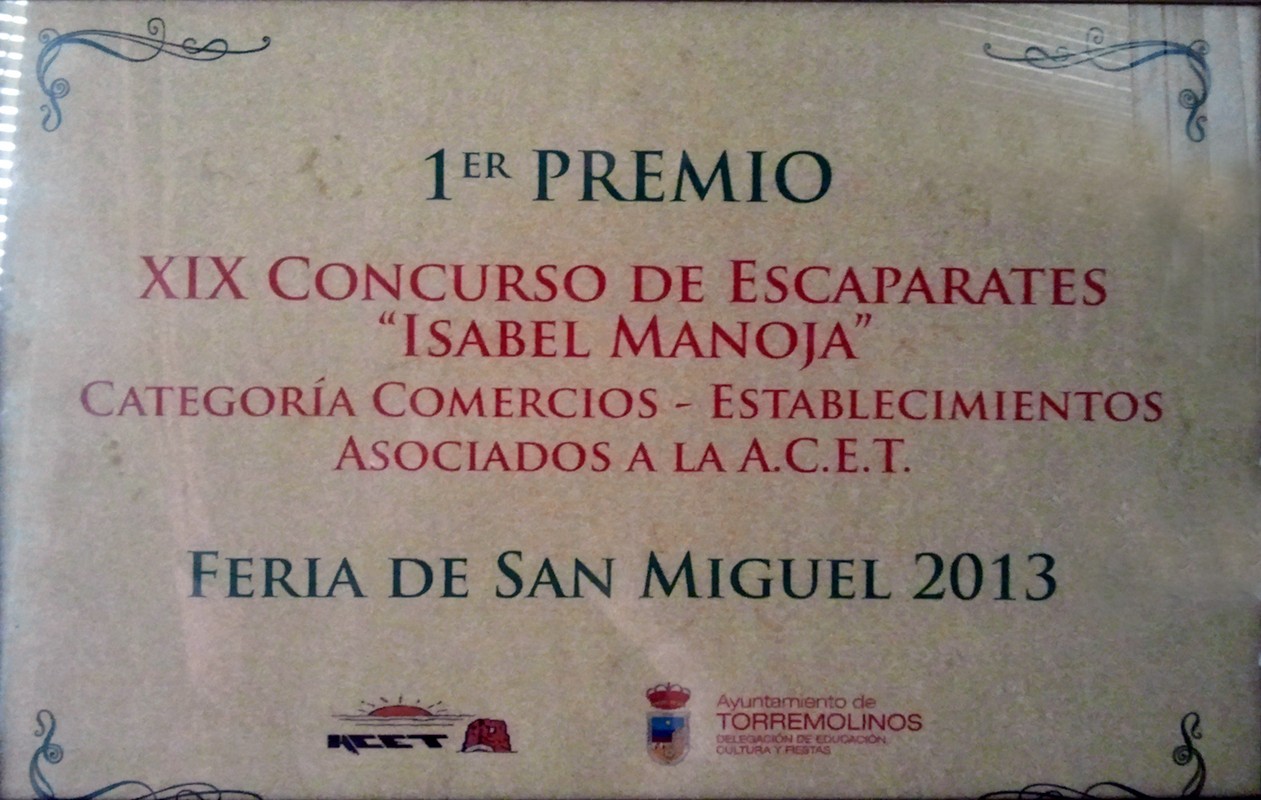 1ER PREMIO
XIX CONCURSO DE ESCAPARATES
“ISABEL MANOJA”
CATEGORÍA COMERCIOS - ESTABLECIMIENTOS
ASOCIADOS A LA A.C.E.T.
FERIA DE SAN MIGUEL 2013
ACET
Ayuntamiento de
TORREMOLINOS
DELEGACIÓN DE EDUCACIÓN,
CULTURA Y FIESTAS